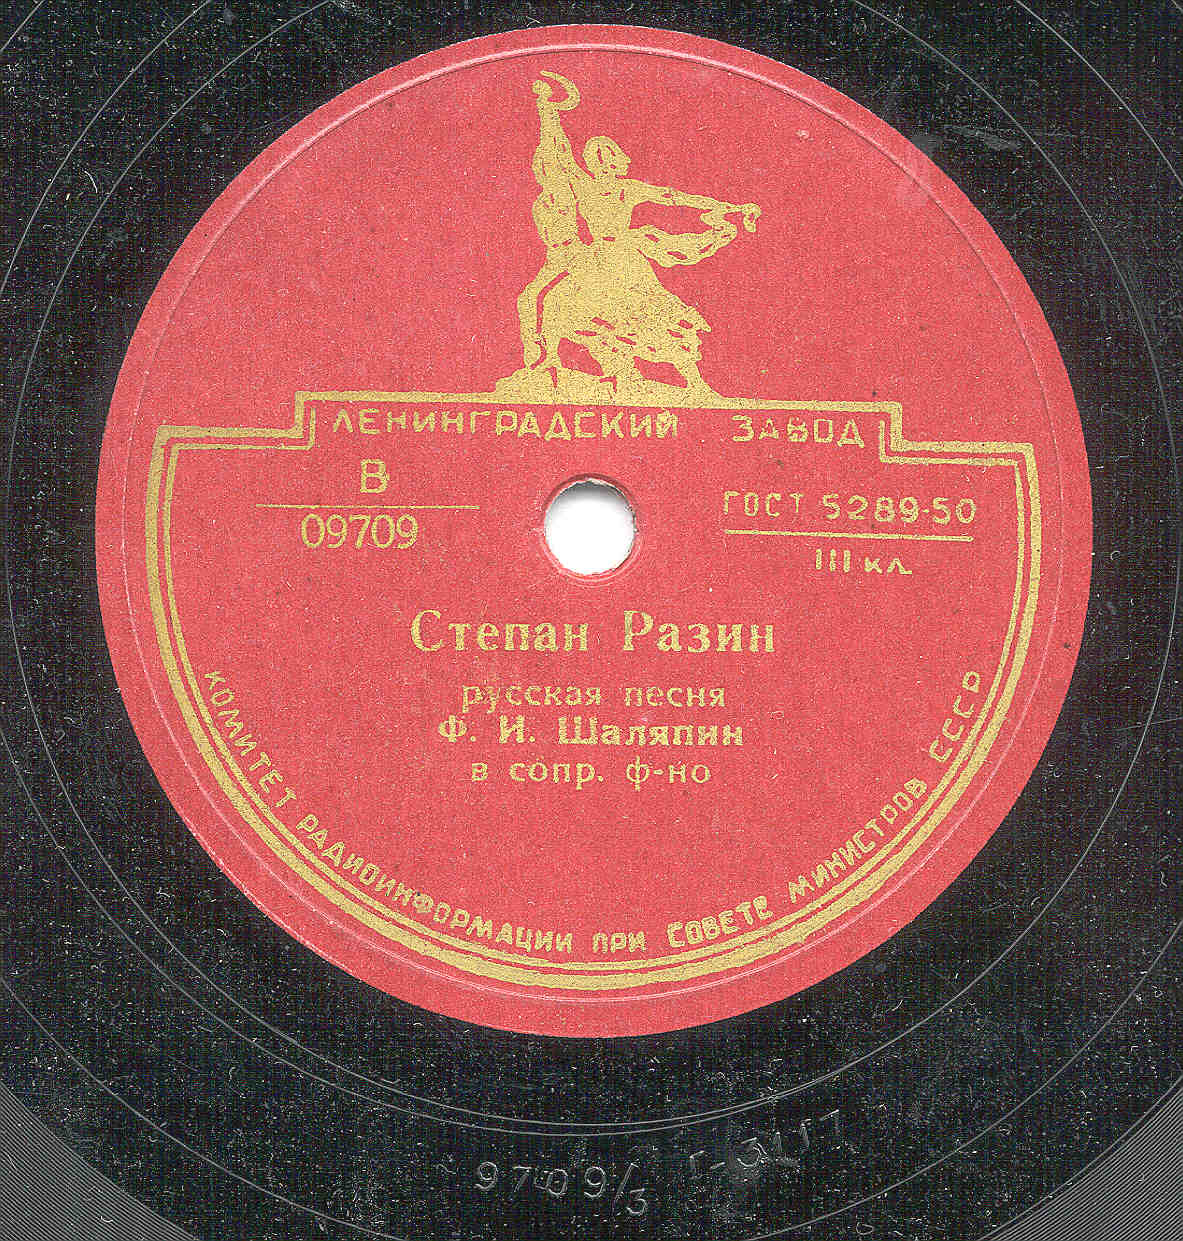 ЛЕНИНГРАДСКИЙ ЗАВОД
В
09709
ГОСТ 5289-50
III кл
Степан Разин
русская песня
Ф. И. Шаляпин
в сопр. ф-но
КОМИТЕТ РАДИОИНФОРМАЦИИ ПРИ СОВЕТЕ МИНИСТРОВ СССР
9709/3